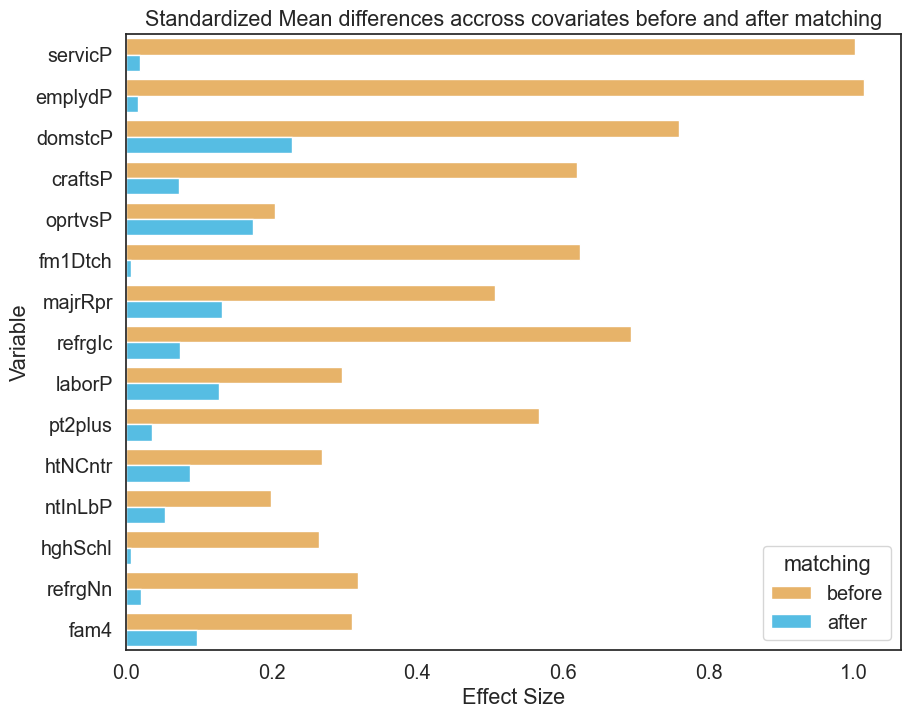 Standardized Mean differences accross covariates before and after matching
servicP
emplydP
domstcP
craftsP
oprtvsP
fm1Dtch
majrRpr
refrgIc
laborP
pt2plus
htNCntr
ntInLbP
hghSchl
refrgNn
fam4
Variable
matching
before
after
0.0 0.2 0.4 0.6 0.8 1.0
Effect Size